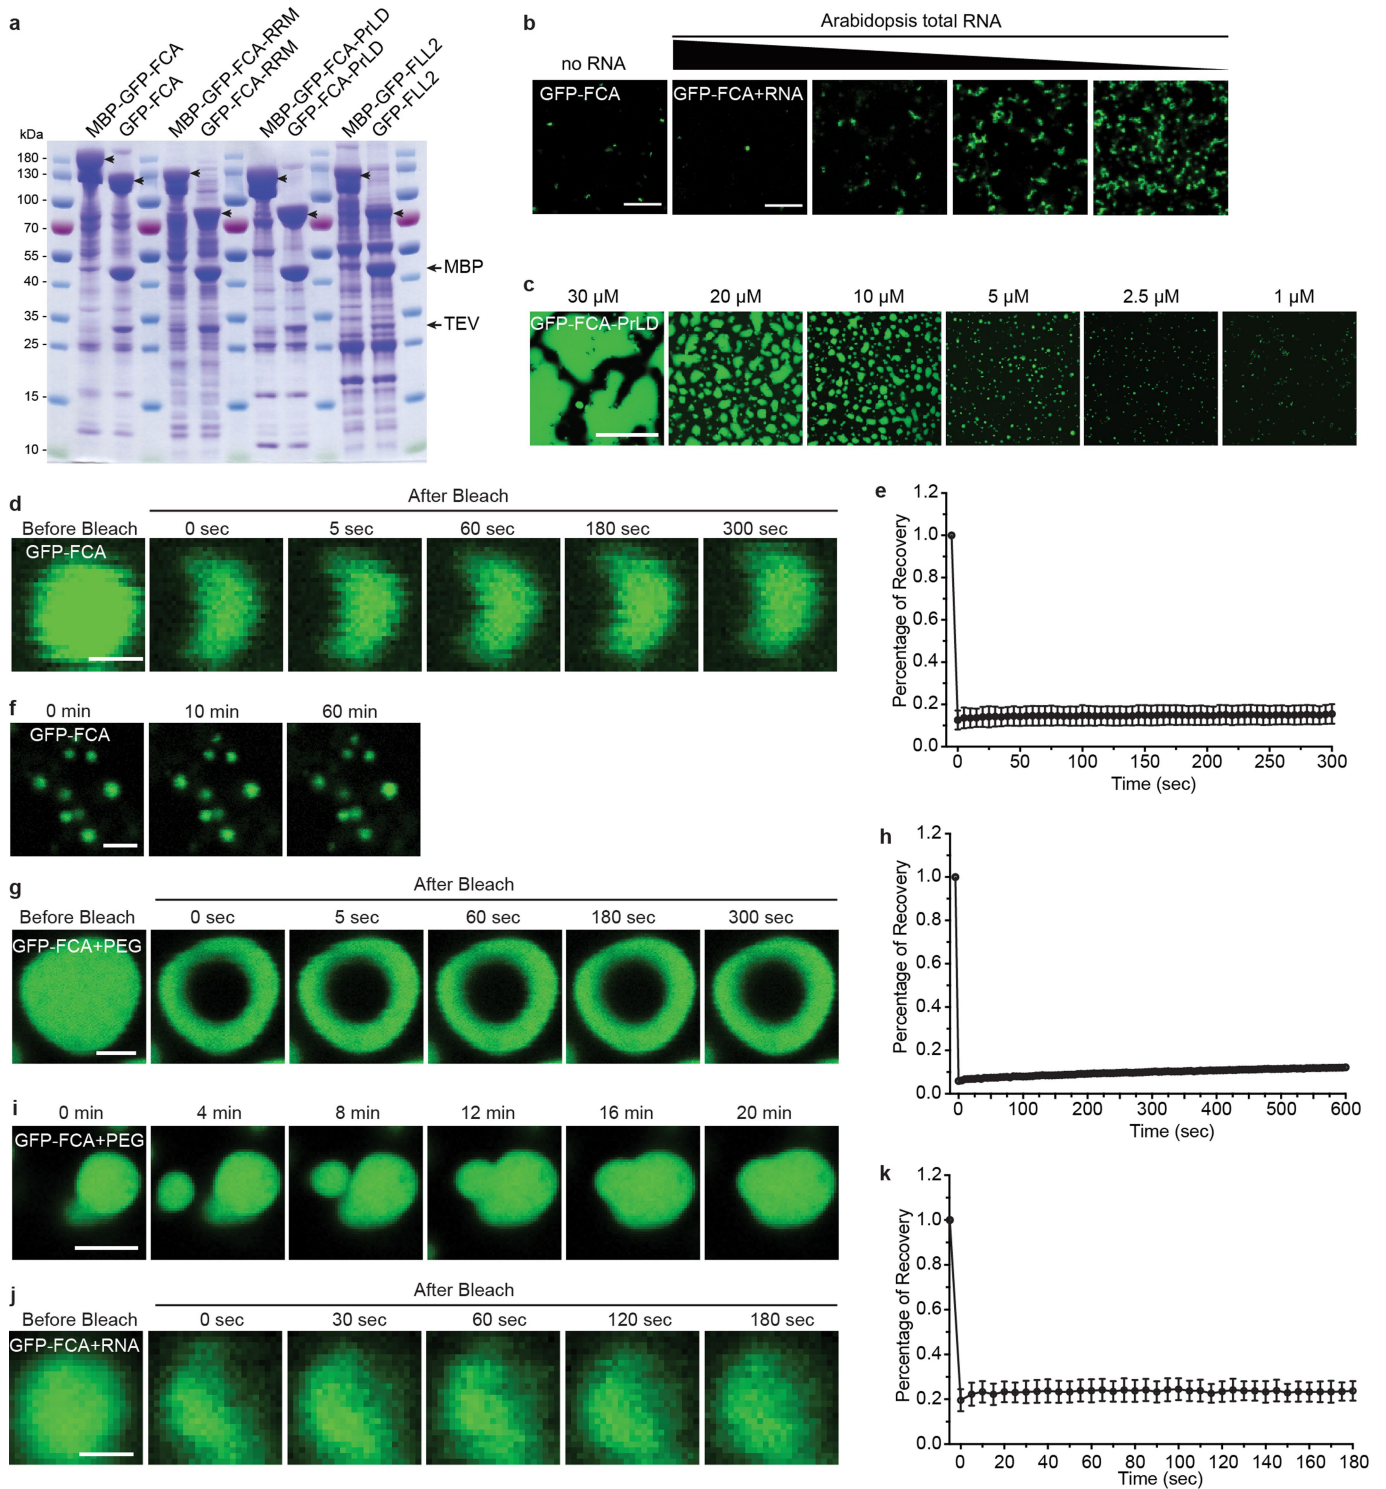 a
MBP-GFP-FCA
GFP-FCA
MBP-GFP-FCA-RRM
GFP-FCA-RRM
MBP-GFP-FCA-PrLD
GFP-FCA-PrLD
MBP-GFP-FLL2
GFP-FLL2
kDa
180
130
100
70
55
40
35
25
15
10
MBP
TEV
b
Arabidopsis total RNA
no RNA
GFP-FCA
GFP-FCA+RNA
c
30 µM 20 µM 10 µM 5 µM 2.5 µM 1 µM
GFP-FCA-PrLD
d
After Bleach
Before Bleach 0 sec 5 sec 60 sec 180 sec 300 sec
GFP-FCA
e
Percentage of Recovery
1.2
1.0
0.8
0.6
0.4
0.2
0.0
0 50 100 150 200 250 300
Time (sec)
f
0 min 10 min 60 min
GFP-FCA
g
After Bleach
Before Bleach 0 sec 5 sec 60 sec 180 sec 300 sec
GFP-FCA+PEG
h
Percentage of Recovery
1.2
1.0
0.8
0.6
0.4
0.2
0.0
0 100 200 300 400 500 600
Time (sec)
i
0 min 4 min 8 min 12 min 16 min 20 min
GFP-FCA+PEG
j
After Bleach
Before Bleach 0 sec 30 sec 60 sec 120 sec 180 sec
GFP-FCA+RNA
k
Percentage of Recovery
1.2
1.0
0.8
0.6
0.4
0.2
0.0
0 20 40 60 80 100 120 140 160 180
Time (sec)